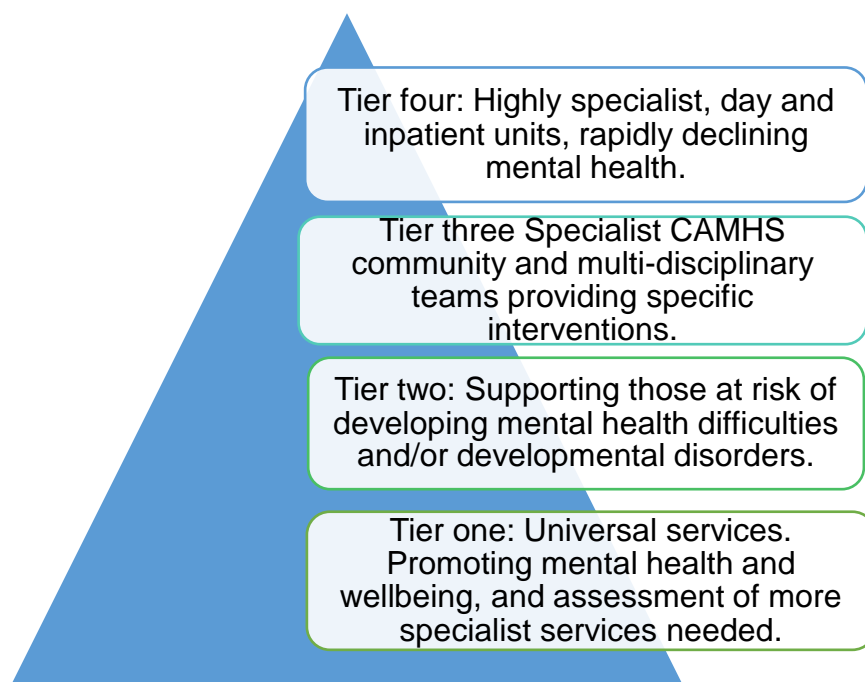 Tier four: Highly specialist, day and
inpatient units, rapidly declining
mental health.
Tier three Specialist CAMHS
community and multi-disciplinary
teams providing specific
interventions.
Tier two: Supporting those at risk of
developing mental health difficulties
and/or developmental disorders.
Tier one: Universal services.
Promoting mental health and
wellbeing, and assessment of more
specialist services needed.